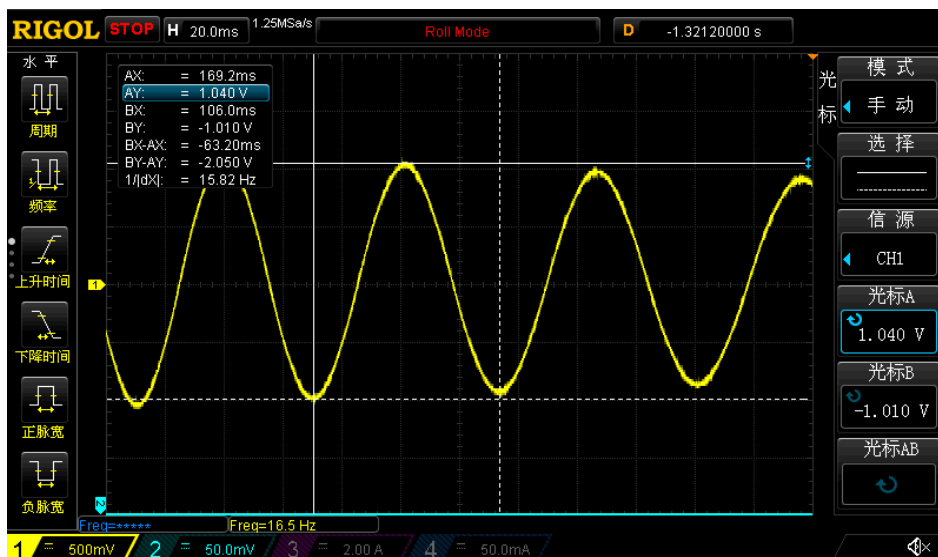 RIGOL STOP H 20.0ms 1.25MSa/s Roll Mode D -1.32120000 s
水平
周期
频率
上升时间
下降时间
正脉宽
负脉宽
AX: = 169.2ms
AY: = 1.040 V
BX: = 106.0ms
BY: = -1.010 V
BX-AX: = -63.20ms
BY-AY: = -2.050 V
1/|dX|: = 15.82 Hz
1
2
光标
模式
手动
选择
信源
CH1
光标A
1.040 V
光标B
-1.010 V
光标AB
Freq=***** Freq=16.5 Hz
1 = 500mV 2 = 50.0mV 3 = 2.00 A 4 = 50.0mA